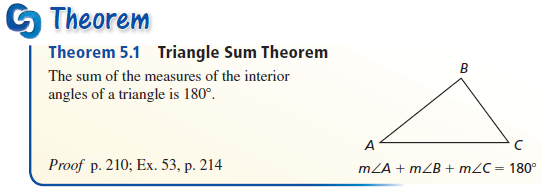 Theorem
Theorem 5.1 Triangle Sum Theorem
The sum of the measures of the interior
angles of a triangle is 180°.
Proof p. 210; Ex. 53, p. 214
B
A
C
m∠A + m∠B + m∠C = 180°